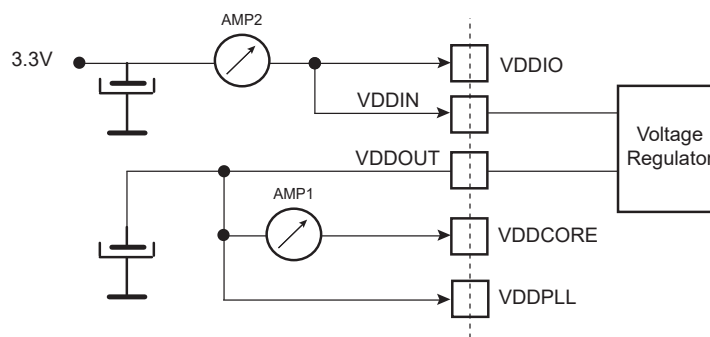 AMP2
3.3V
VDDIO
VDDIN
Voltage
Regulator
VDDOUT
AMP1
VDDCORE
VDDPLL